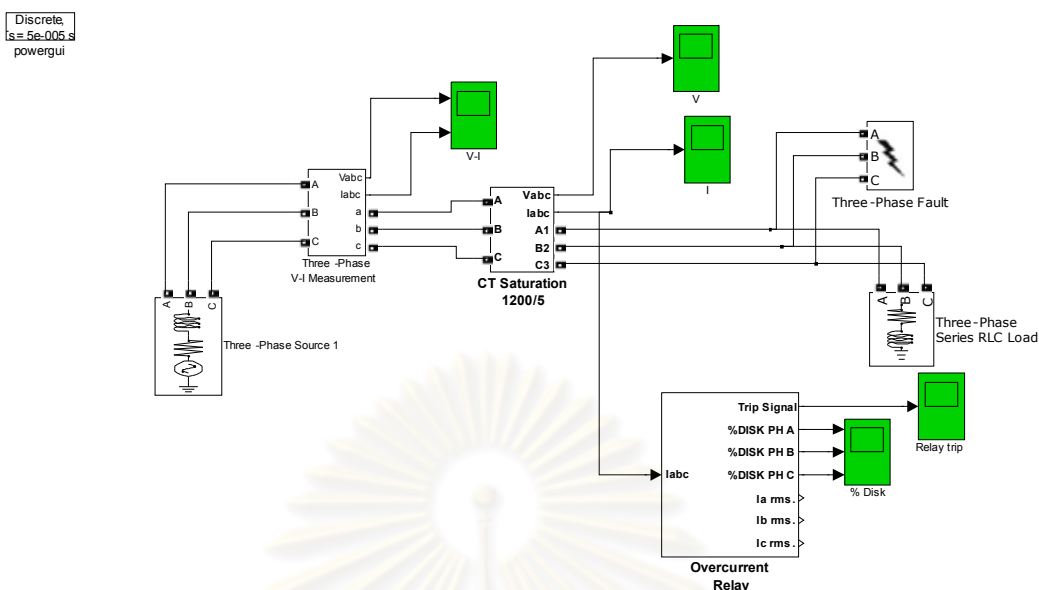 Discrete,
s = 5e-005 s
powergui
V
V-I
I
A
B
C
Three -Phase Fault
Vabc
Iabc
A
B
C
a
b
c
Three -Phase
V-I Measurement
A
B
C
Vabc
Iabc
A1
B2
C3
CT Saturation
1200/5
A
B
C
Three -Phase Source 1
A
B
C
Three -Phase
Series RLC Load
Trip Signal
%DISK PH A
%DISK PH B
%DISK PH C
Ia rms.
Ib rms.
Ic rms.
Iabc
Overcurrent
Relay
Relay trip
% Disk